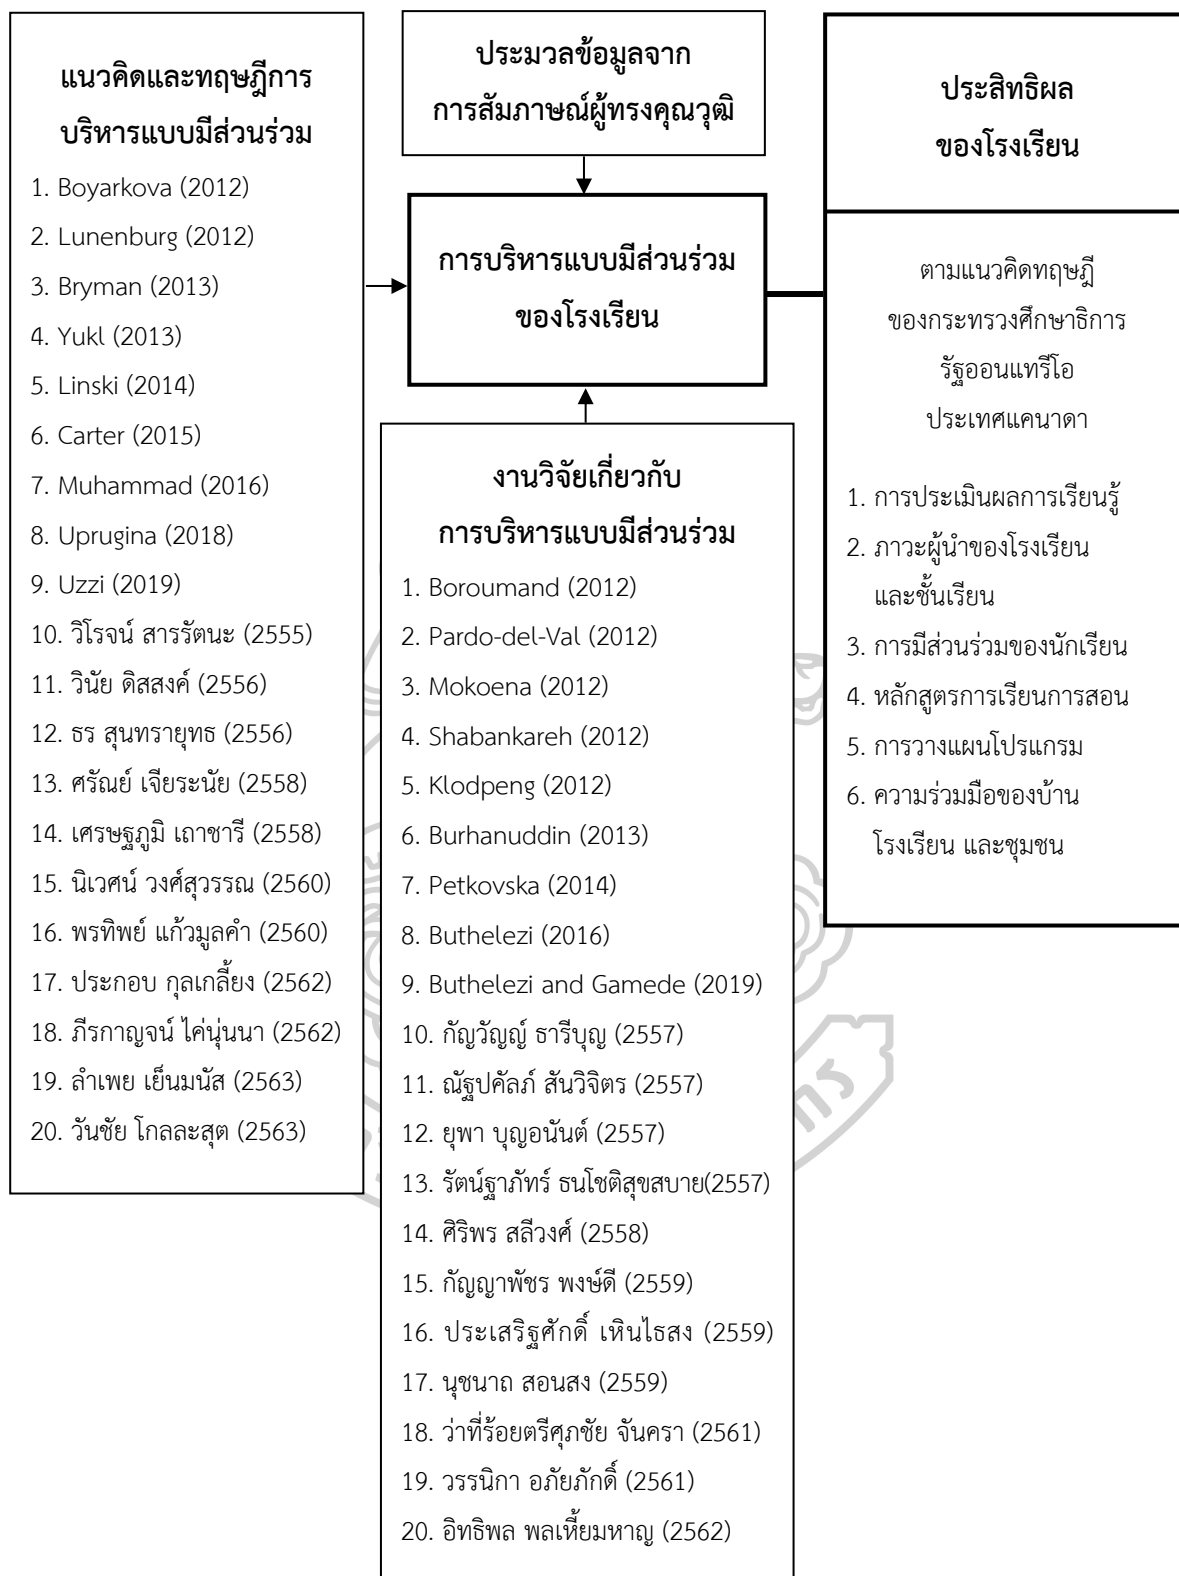 แนวคิดและทฤษฎีการ
บริหารแบบมีส่วนร่วม
1. Boyarkova (2012)
2. Lunenburg (2012)
3. Bryman (2013)
4. Yukl (2013)
5. Linski (2014)
6. Carter (2015)
7. Muhammad (2016)
8. Uprugina (2018)
9. Uzzi (2019)
10. วิโรจน์ สารรัตนะ (2555)
11. วินัย ดิสสงค์ (2556)
12. ธร สุนทรายุทธ (2556)
13. ศรัณย์ เจียระนัย (2558)
14. เศรษฐภูมิ เถาชารี (2558)
15. นิเวศน์ วงศ์สุวรรณ (2560)
16. พรทิพย์ แก้วมูลคำ (2560)
17. ประกอบ กุลเกลี้ยง (2562)
18. ภีรกาญจน์ ไค่นุ่นนา (2562)
19. ลำเพย เย็นมนัส (2563)
20. วันชัย โกลละสุต (2563)
ประมวลข้อมูลจาก
การสัมภาษณ์ผู้ทรงคุณวุฒิ
การบริหารแบบมีส่วนร่วม
ของโรงเรียน
งานวิจัยเกี่ยวกับ
การบริหารแบบมีส่วนร่วม
1. Boroumand (2012)
2. Pardo-del-Val (2012)
3. Mokoena (2012)
4. Shabankareh (2012)
5. Klodpeng (2012)
6. Burhanuddin (2013)
7. Petkovska (2014)
8. Buthelezi (2016)
9. Buthelezi and Gamede (2019)
10. กัญวัญญ์ ธารีบุญ (2557)
11. ณัฐปคัลภ์ สันวิจิตร (2557)
12. ยุพา บุญอนันต์ (2557)
13. รัตน์ฐาภัทร์ ธนโชติสุขสบาย(2557)
14. ศิริพร สลีวงศ์ (2558)
15. กัญญาพัชร พงษ์ดี (2559)
16. ประเสริฐศักดิ์ เหินไธสง (2559)
17. นุชนาถ สอนสง (2559)
18. ว่าที่ร้อยตรีศุภชัย จันครา (2561)
19. วรรนิกา อภัยภักดิ์ (2561)
20. อิทธิพล พลเหี้ยมหาญ (2562)
ประสิทธิผล
ของโรงเรียน
ตามแนวคิดทฤษฎี
ของกระทรวงศึกษาธิการ
รัฐออนแทรีโอ
ประเทศแคนาดา
1. การประเมินผลการเรียนรู้
2. ภาวะผู้นำของโรงเรียน
และชั้นเรียน
3. การมีส่วนร่วมของนักเรียน
4. หลักสูตรการเรียนการสอน
5. การวางแผนโปรแกรม
6. ความร่วมมือของบ้าน
โรงเรียน และชุมชน